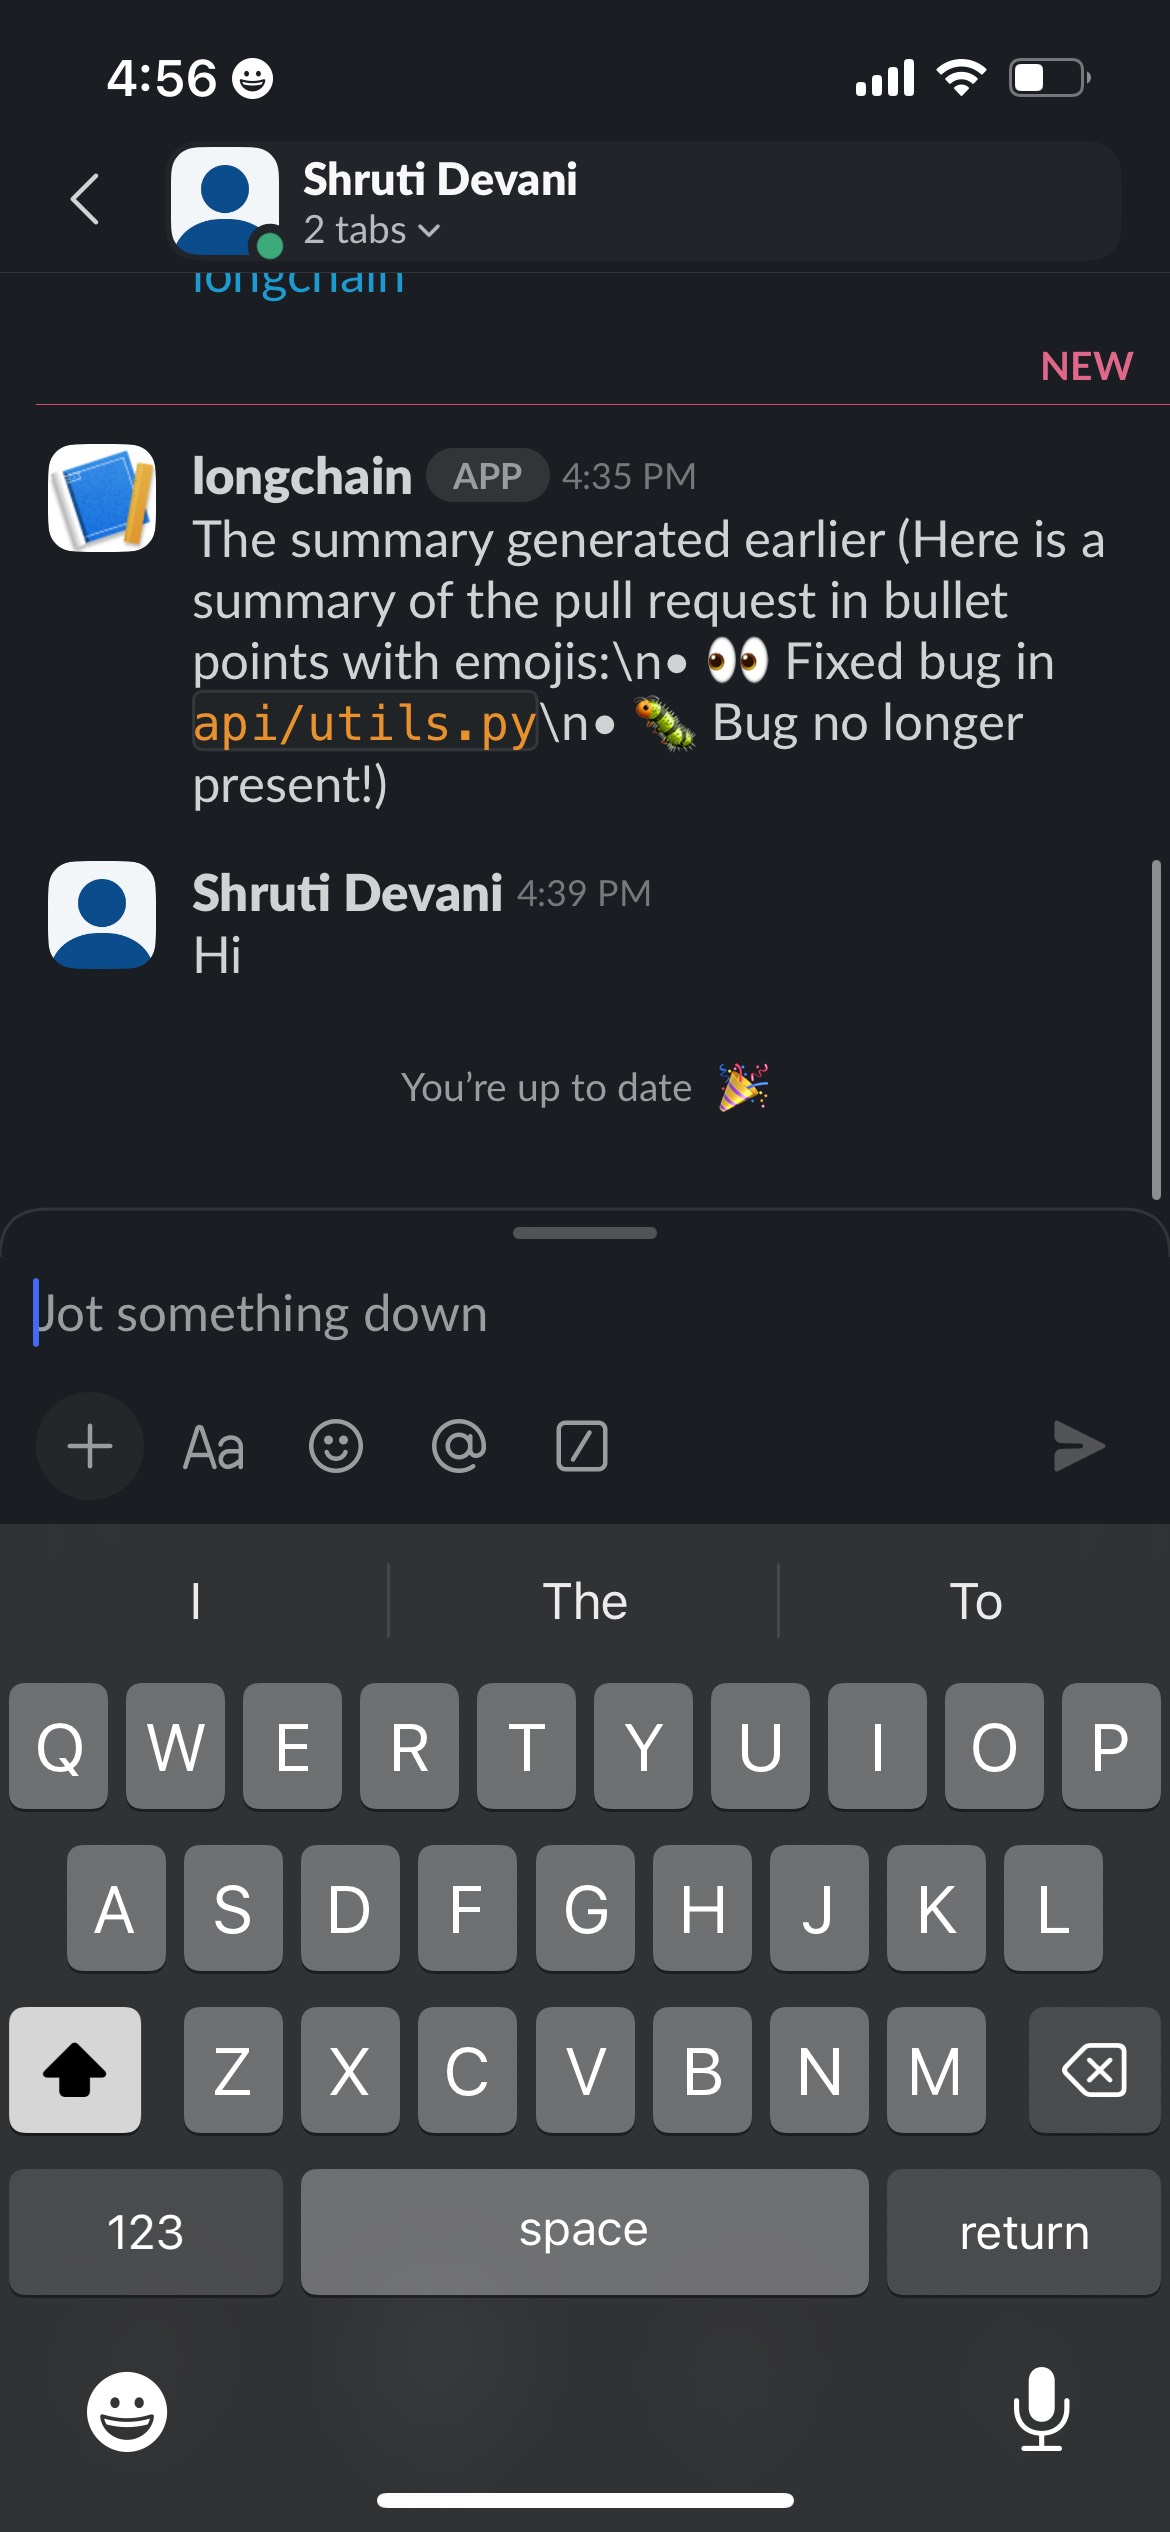 4:56
Shruti Devani
2 tabs
longchain
NEW
longchain APP 4:35 PM
The summary generated earlier (Here is a
summary of the pull request in bullet
points with emojis:\n• 👀 Fixed bug in
api/utils.py\n• 🐛 Bug no longer
present!)
Shruti Devani 4:39 PM
Hi
You’re up to date 🎉
Jot something down
Aa @
I The To
Q W E R T Y U I O P
A S D F G H J K L
Z X C V B N M
123 space return